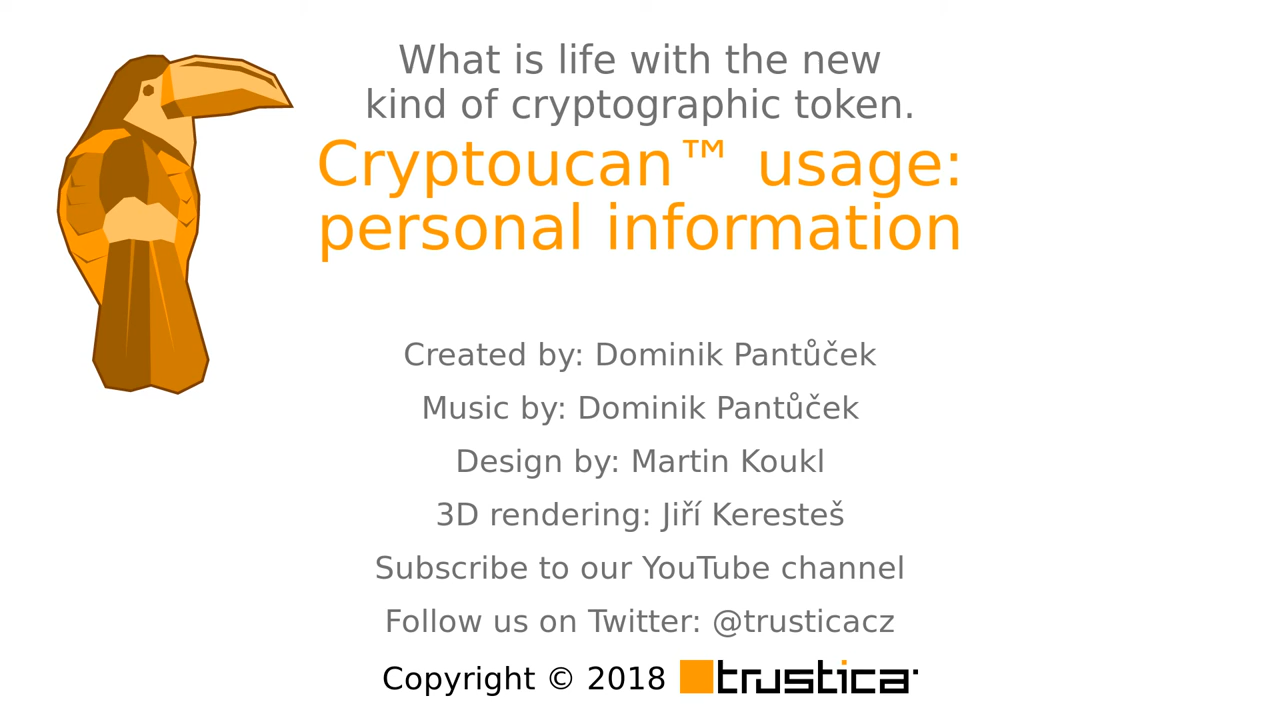 What is life with the new
kind of cryptographic token.
Cryptoucan™ usage:
personal information
Created by: Dominik Pantůček
Music by: Dominik Pantůček
Design by: Martin Koukl
3D rendering: Jiří Keresteš
Subscribe to our YouTube channel
Follow us on Twitter: @trusticacz
Copyright © 2018 trustica